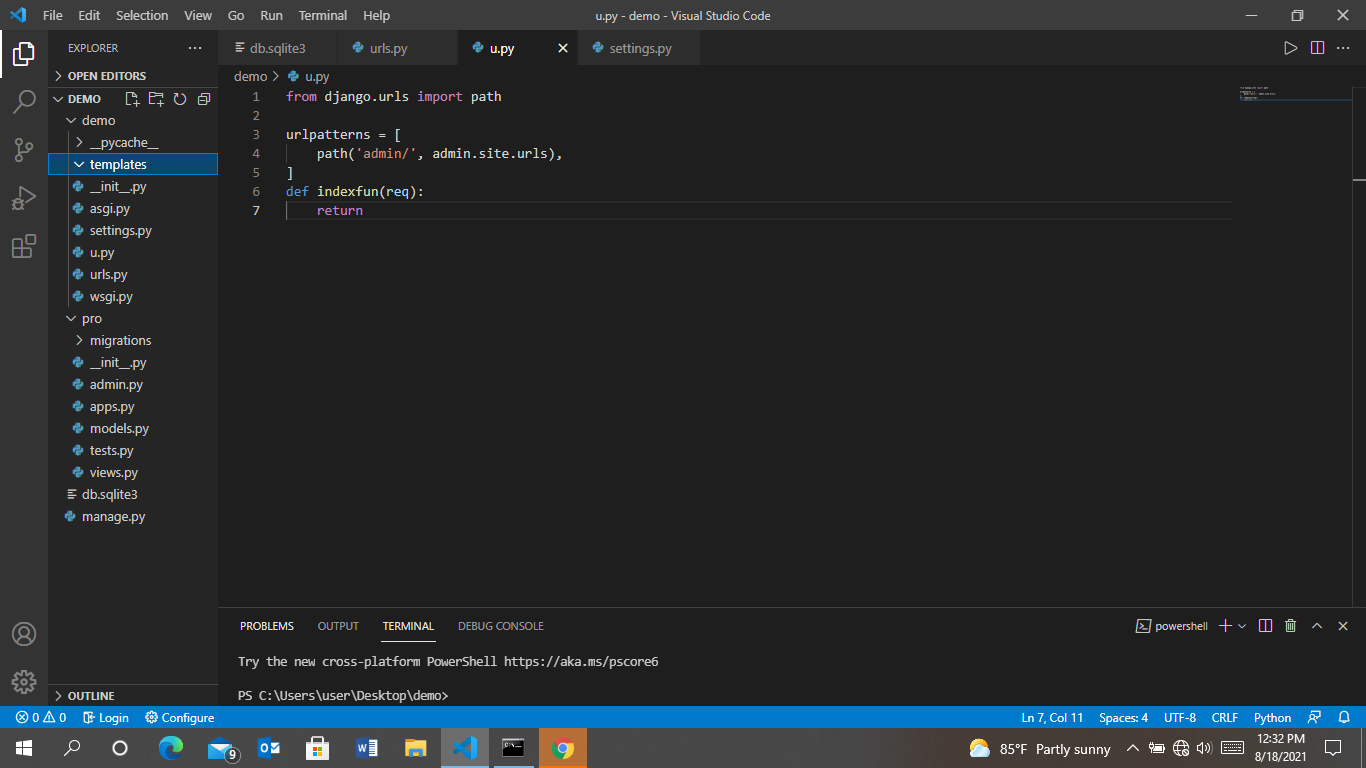 File Edit Selection View Go Run Terminal Help u.py - demo - Visual Studio Code
EXPLORER
db.sqlite3 urls.py u.py settings.py
OPEN EDITORS
DEMO
demo
__pycache__
templates
__init__.py
asgi.py
settings.py
u.py
urls.py
wsgi.py
pro
migrations
__init__.py
admin.py
apps.py
models.py
tests.py
views.py
db.sqlite3
manage.py
OUTLINE
demo > u.py
1 from django.urls import path
2
3 urlpatterns = [
4     path('admin/', admin.site.urls),
5 ]
6 def indexfun(req):
7     return
PROBLEMS OUTPUT TERMINAL DEBUG CONSOLE powershell
Try the new cross-platform PowerShell https://aka.ms/pscore6
PS C:\Users\user\Desktop\demo>
0 0 Login Configure Ln 7, Col 11 Spaces: 4 UTF-8 CRLF Python
9 85°F Partly sunny 12:32 PM
8/18/2021